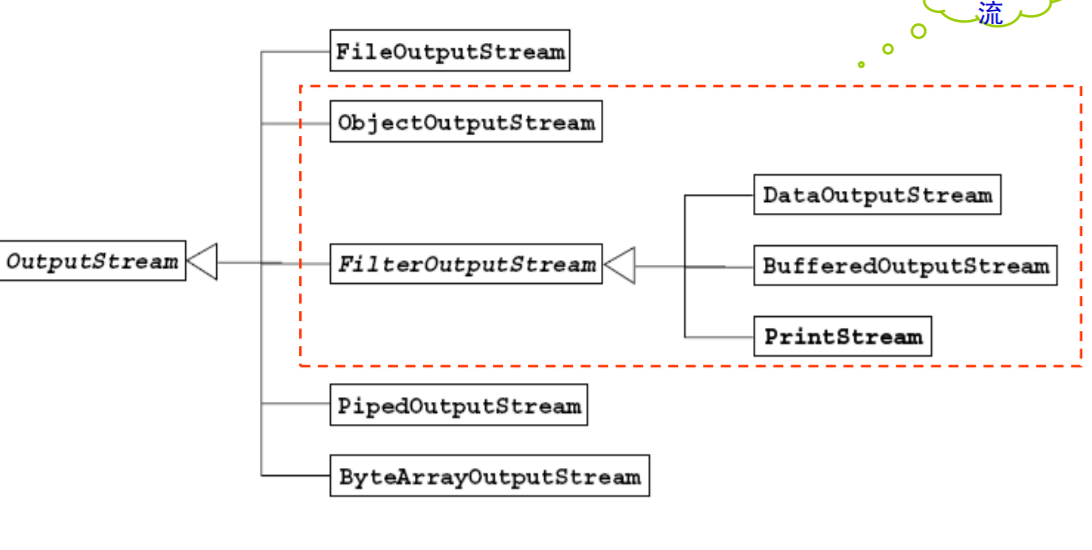 流
FileOutputStream
ObjectOutputStream
DataOutputStream
OutputStream
FilterOutputStream
BufferedOutputStream
PrintStream
PipedOutputStream
ByteArrayOutputStream